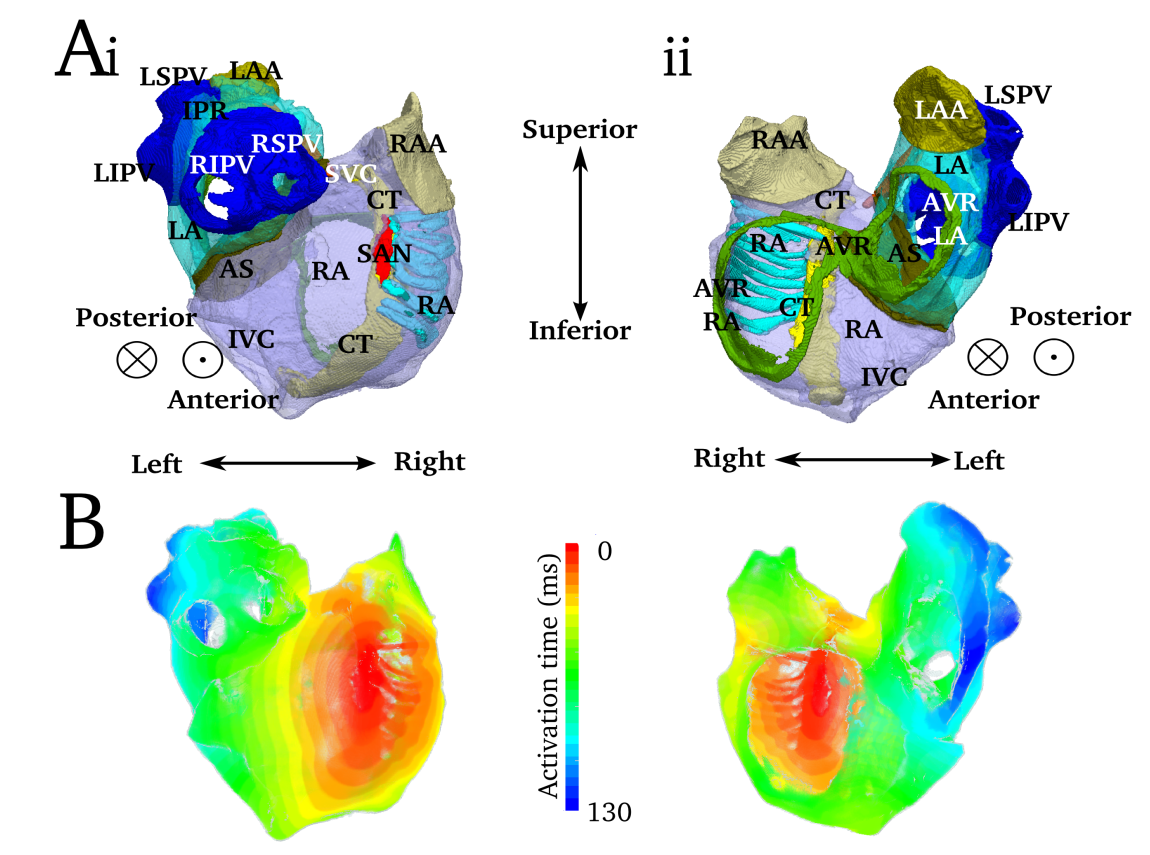 Ai
ii
LSPV
LAA
IPR
RSPV
RIPV
LIPV
SVC
RAA
CT
LA
SAN
AS
RA
RA
IVC
CT
Posterior
Anterior
Left
Right
Superior
Inferior
LAA
LSPV
RAA
LA
CT
AVR
LIPV
RA
AVR
AS
LA
AVR
RA
CT
RA
IVC
Posterior
Anterior
Right
Left
B
Activation time (ms)
0
130